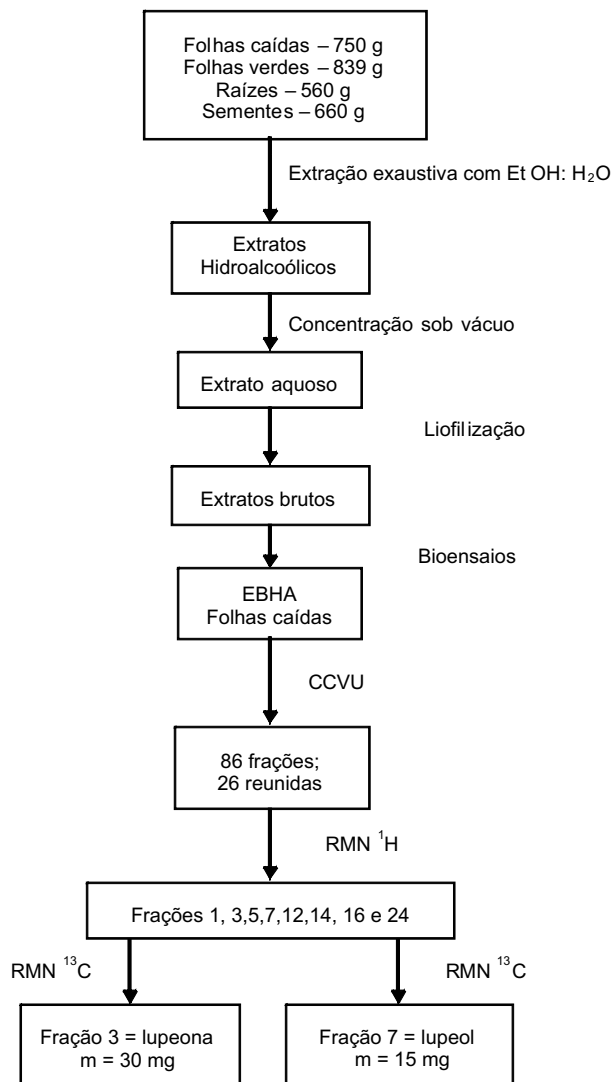 Folhas caídas – 750 g
Folhas verdes – 839 g
Raízes – 560 g
Sementes – 660 g
Extração exaustiva com Et OH: H₂O
Extratos
Hidroalcoólicos
Concentração sob vácuo
Extrato aquoso
Liofilização
Extratos brutos
Bioensaios
EBHA
Folhas caídas
CCVU
86 frações;
26 reunidas
RMN ¹H
Frações 1, 3,5,7,12,14, 16 e 24
RMN ¹³C
RMN ¹³C
Fração 3 = lupeona
m = 30 mg
Fração 7 = lupeol
m = 15 mg